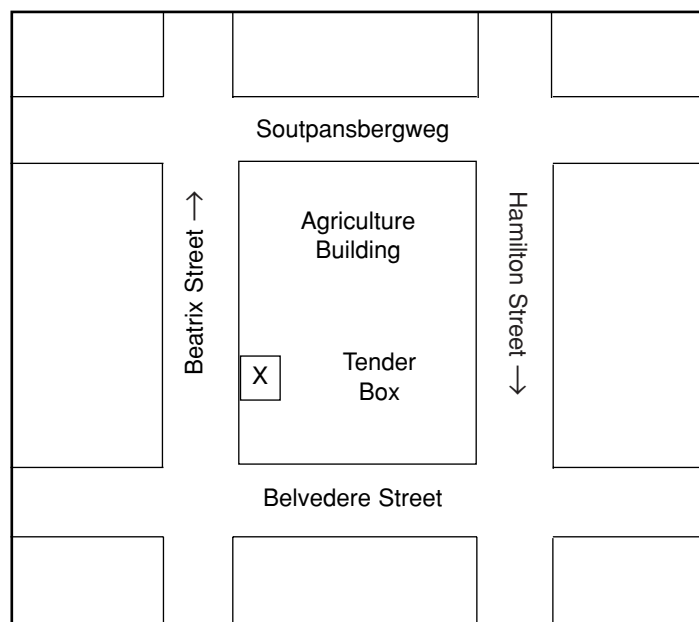 Soutpansbergweg
Agriculture
Building
Beatrix Street →
Hamilton Street →
X
Tender
Box
Belvedere Street